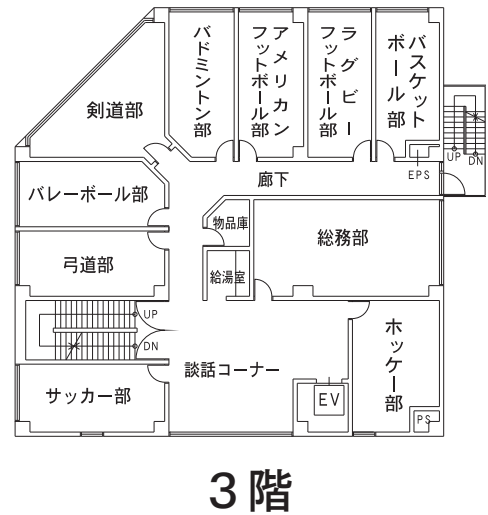 剣道部
バドミントン部
アメリカン
フットボール部
ラグビー
フットボール部
バスケット
ボール部
UP
DN
EPS
廊下
バレーボール部
物品庫
総務部
弓道部
給湯室
UP
DN
談話コーナー
ホッケー部
サッカー部
EV
PS
3階